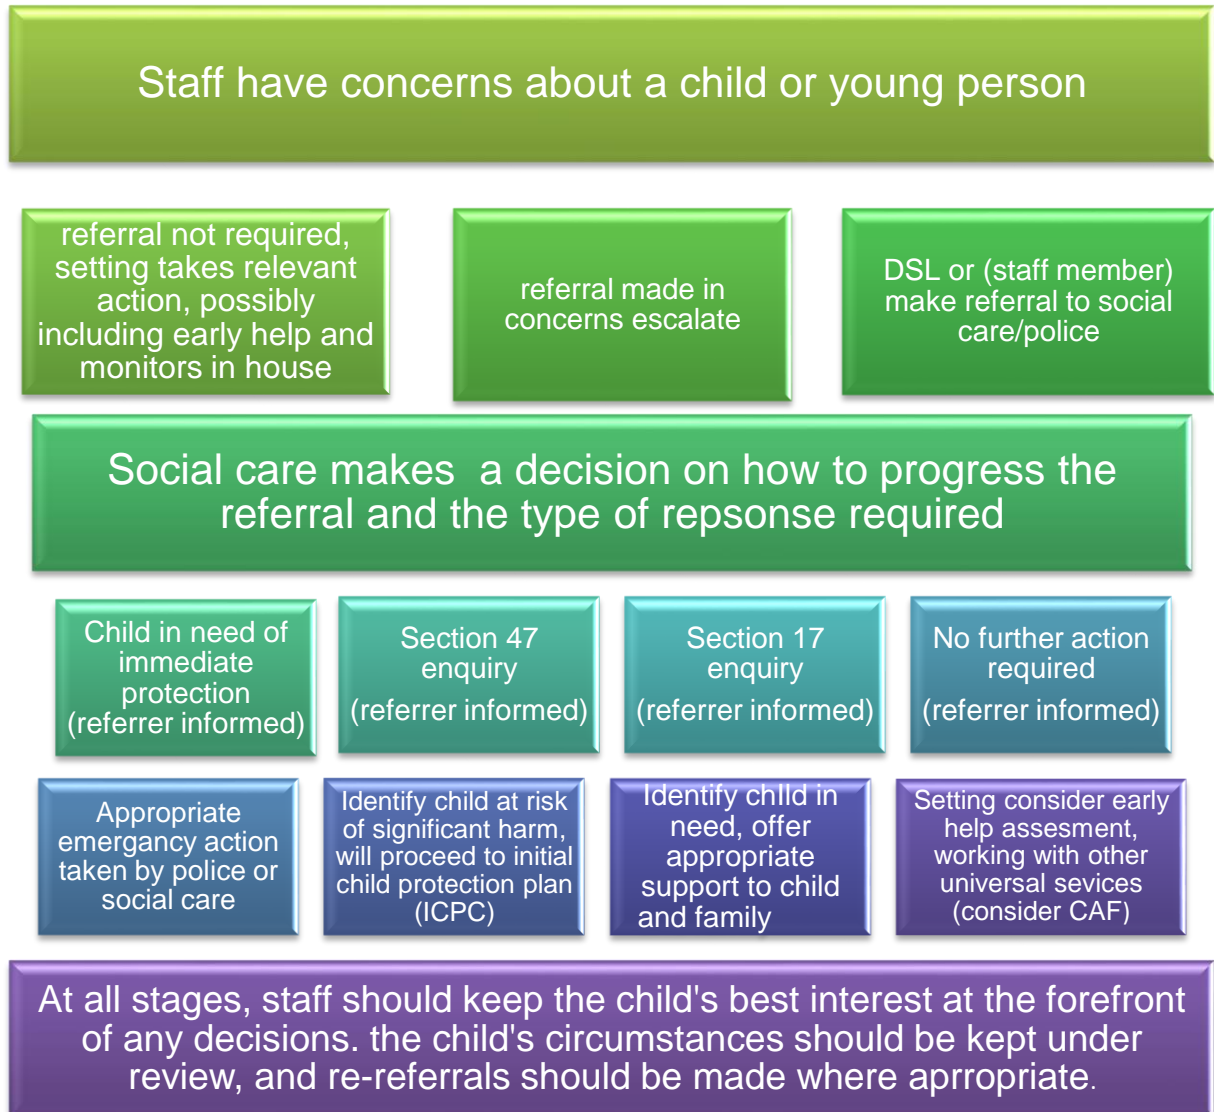 Staff have concerns about a child or young person
referral not required,
setting takes relevant
action, possibly
including early help and
monitors in house
referral made in
concerns escalate
DSL or (staff member)
make referral to social
care/police
Social care makes  a decision on how to progress the
referral and the type of repsonse required
Child in need of
immediate
protection
(referrer informed)
Section 47
enquiry
(referrer informed)
Section 17
enquiry
(referrer informed)
No further action
required
(referrer informed)
Appropriate
emergancy action
taken by police or
social care
Identify child at risk
of significant harm,
will proceed to initial
child protection plan
(ICPC)
Identify chIld in
need, offer
appropriate
support to child
and family
Setting consider early
help assesment,
working with other
universal sevices
(consider CAF)
At all stages, staff should keep the child's best interest at the forefront
of any decisions. the child's circumstances should be kept under
review, and re-referrals should be made where aprropriate.